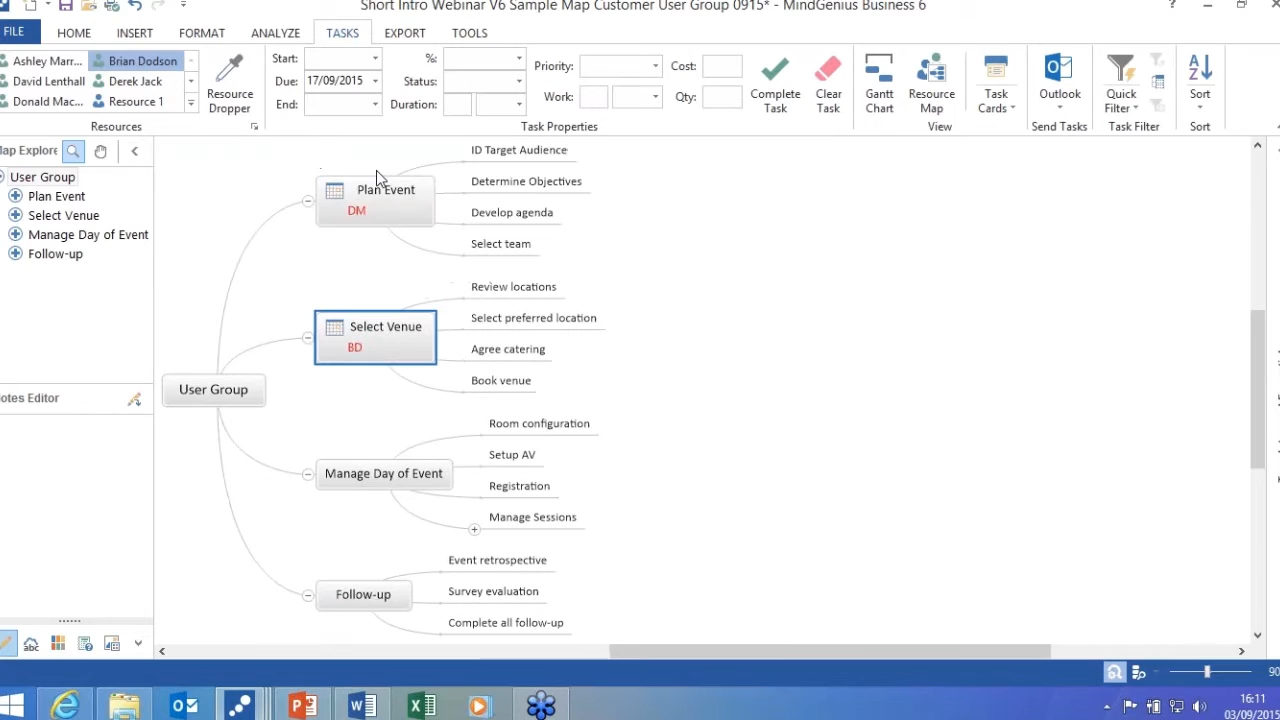 Short Intro Webinar V6 Sample Map Customer User Group 0915* - MindGenius Business 6
FILE HOME INSERT FORMAT ANALYZE TASKS EXPORT TOOLS
Ashley Marr... Brian Dodson
David Lenthall Derek Jack
Donald Mac... Resource 1
Resources
Resource Dropper
Start:
Due: 17/09/2015
End:
%:
Status:
Duration:
Priority:
Work:
Cost:
Qty:
Task Properties
Complete Task
Clear Task
Gantt Chart
Resource Map
Task Cards
View
Outlook
Send Tasks
Quick Filter
Task Filter
A
Z
Sort
Sort
Map Explore
User Group
Plan Event
Select Venue
Manage Day of Event
Follow-up
Notes Editor
User Group
Plan Event
DM
ID Target Audience
Determine Objectives
Develop agenda
Select team
Select Venue
BD
Review locations
Select preferred location
Agree catering
Book venue
Manage Day of Event
Room configuration
Setup AV
Registration
Manage Sessions
Follow-up
Event retrospective
Survey evaluation
Complete all follow-up
90
16:11
03/09/2015